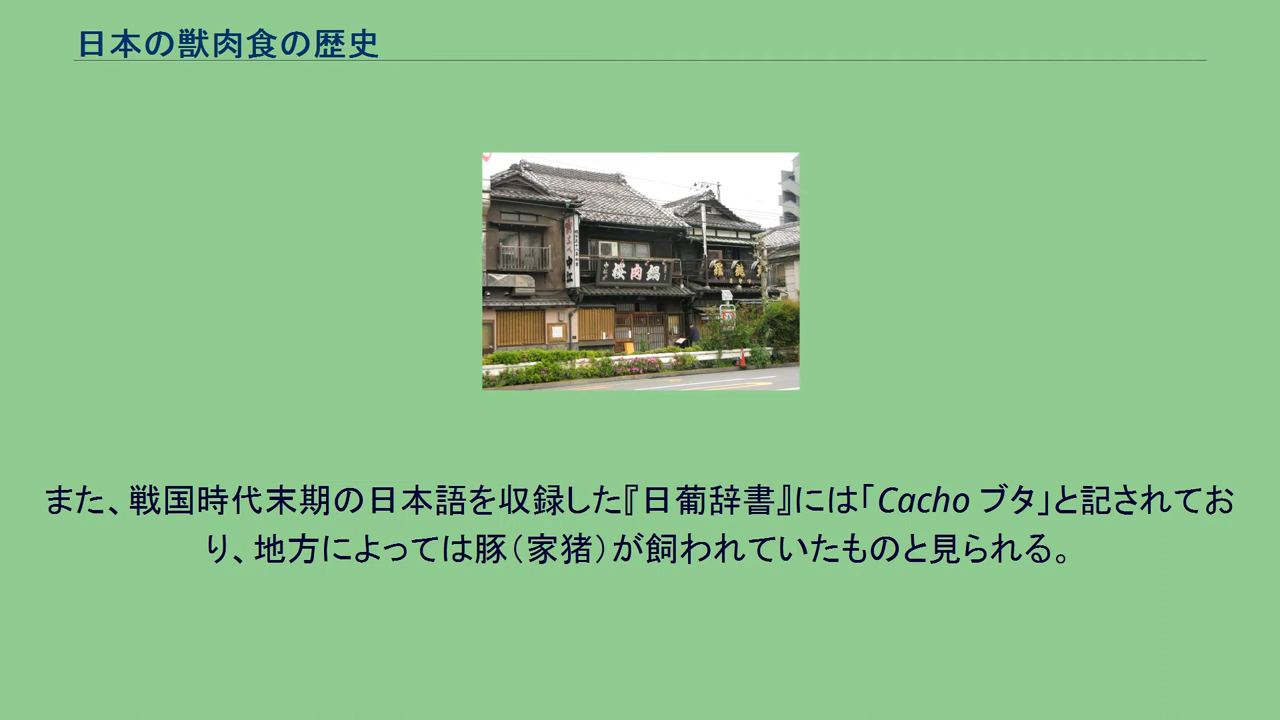 日本の獣肉食の歴史
桜肉鍋
中江
また、戦国時代末期の日本語を収録した『日葡辞書』には「Cacho ブタ」と記されてお
り、地方によっては豚（家猪）が飼われていたものと見られる。